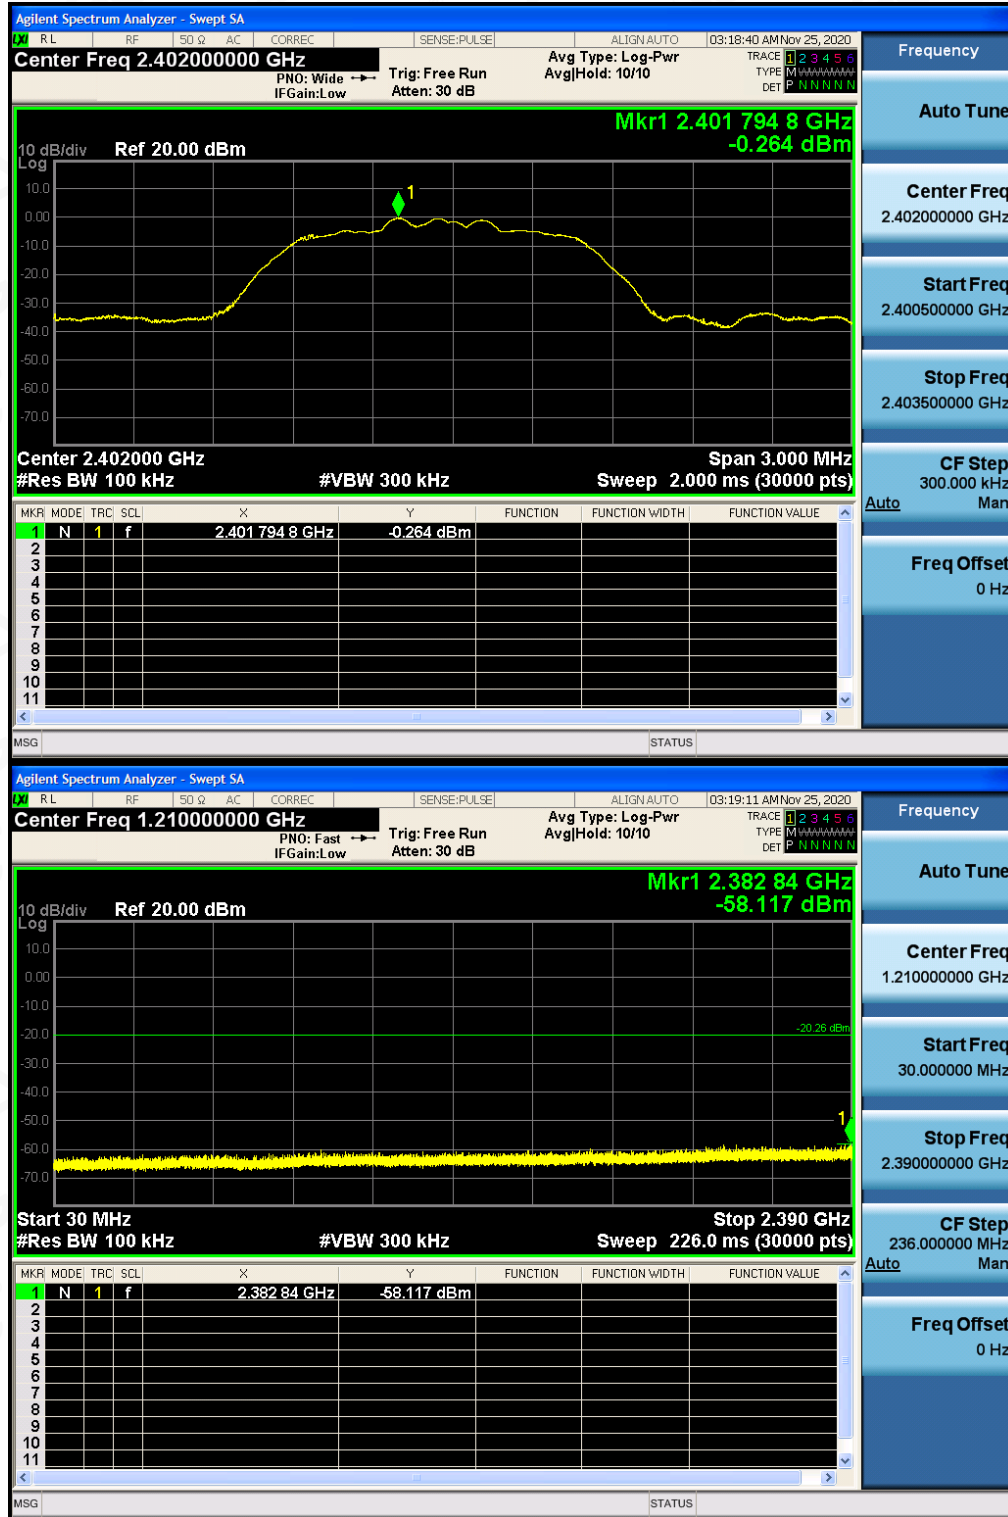 Agilent Spectrum Analyzer - Swept SA
LXI RL RF 50 Ω AC CORREC SENSE:PULSE ALIGN AUTO 03:18:40 AM Nov 25, 2020
Center Freq 2.402000000 GHz
PNO: Wide
IFGain:Low
Trig: Free Run
Atten: 30 dB
Avg Type: Log-Pwr
Avg|Hold: 10/10
TRACE 1 2 3 4 5 6
TYPE M
DET P N N N N N
Mkr1 2.401 794 8 GHz
-0.264 dBm
10 dB/div Ref 20.00 dBm
Log
10.0
0.00
-10.0
-20.0
-30.0
-40.0
-50.0
-60.0
-70.0
1
Center 2.402000 GHz Span 3.000 MHz
#Res BW 100 kHz #VBW 300 kHz Sweep 2.000 ms (30000 pts)
MKR MODE TRC SCL X Y FUNCTION FUNCTION WIDTH FUNCTION VALUE
1 N 1 f 2.401 794 8 GHz -0.264 dBm
2
3
4
5
6
7
8
9
10
11
MSG STATUS
Frequency
Auto Tune
Center Freq
2.402000000 GHz
Start Freq
2.400500000 GHz
Stop Freq
2.403500000 GHz
CF Step
300.000 kHz
Auto Man
Freq Offset
0 Hz
Agilent Spectrum Analyzer - Swept SA
LXI RL RF 50 Ω AC CORREC SENSE:PULSE ALIGN AUTO 03:19:11 AM Nov 25, 2020
Center Freq 1.210000000 GHz
PNO: Fast
IFGain:Low
Trig: Free Run
Atten: 30 dB
Avg Type: Log-Pwr
Avg|Hold: 10/10
TRACE 1 2 3 4 5 6
TYPE M
DET P N N N N N
Mkr1 2.382 84 GHz
-58.117 dBm
10 dB/div Ref 20.00 dBm
Log
10.0
0.00
-10.0
-20.0
-30.0
-40.0
-50.0
-60.0
-70.0
-20.26 dBm
1
Start 30 MHz Stop 2.390 GHz
#Res BW 100 kHz #VBW 300 kHz Sweep 226.0 ms (30000 pts)
MKR MODE TRC SCL X Y FUNCTION FUNCTION WIDTH FUNCTION VALUE
1 N 1 f 2.382 84 GHz -58.117 dBm
2
3
4
5
6
7
8
9
10
11
MSG STATUS
Frequency
Auto Tune
Center Freq
1.210000000 GHz
Start Freq
30.000000 MHz
Stop Freq
2.390000000 GHz
CF Step
236.000000 MHz
Auto Man
Freq Offset
0 Hz